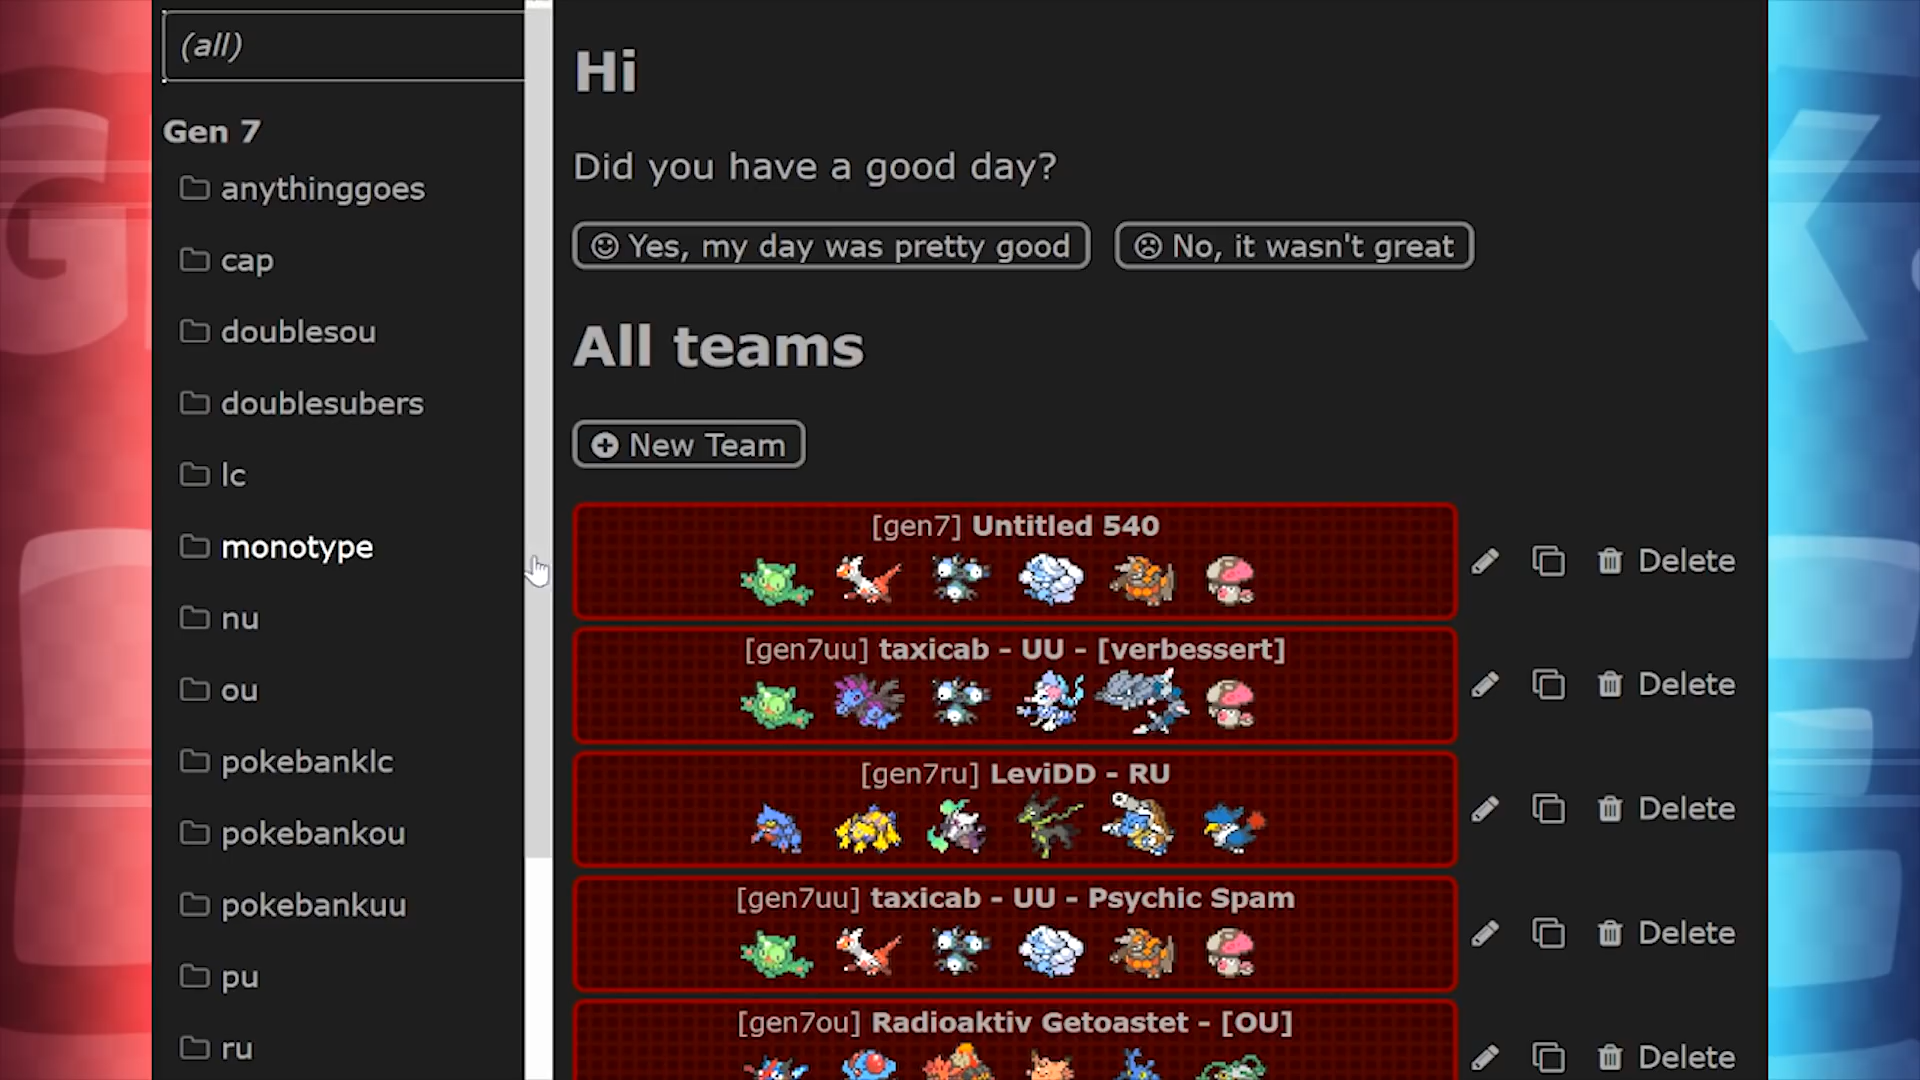 (all)
Gen 7
anythinggoes
cap
doublesou
doublesubers
lc
monotype
nu
ou
pokebanklc
pokebankou
pokebankuu
pu
ru
Hi
Did you have a good day?
Yes, my day was pretty good
No, it wasn't great
All teams
New Team
[gen7] Untitled 540
Delete
[gen7uu] taxicab - UU - [verbessert]
Delete
[gen7ru] LeviDD - RU
Delete
[gen7uu] taxicab - UU - Psychic Spam
Delete
[gen7ou] Radioaktiv Getoastet - [OU]
Delete